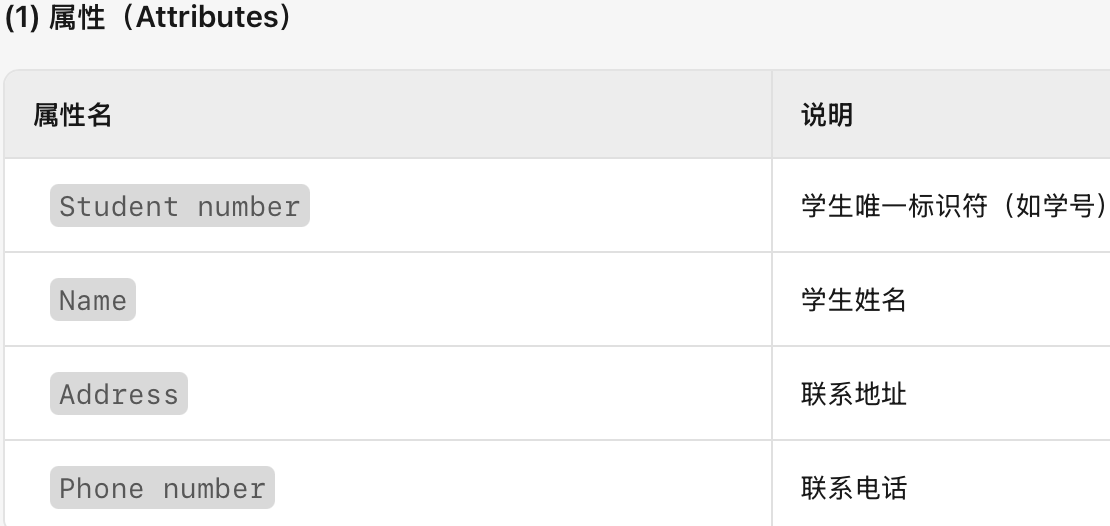 (1) 属性（Attributes）
属性名 说明
Student number 学生唯一标识符（如学号）
Name 学生姓名
Address 联系地址
Phone number 联系电话